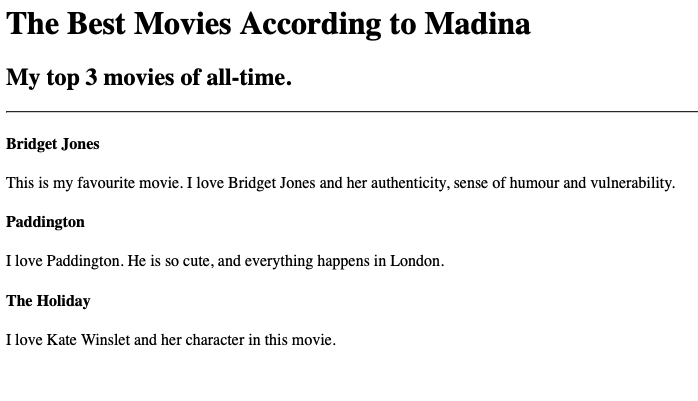 The Best Movies According to Madina
My top 3 movies of all-time.
Bridget Jones
This is my favourite movie. I love Bridget Jones and her authenticity, sense of humour and vulnerability.
Paddington
I love Paddington. He is so cute, and everything happens in London.
The Holiday
I love Kate Winslet and her character in this movie.